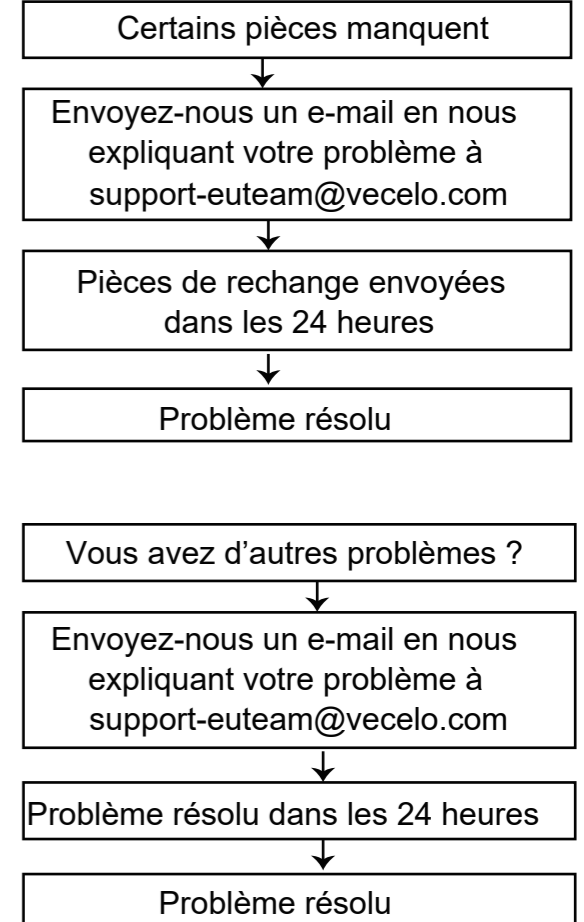 Certains pièces manquent
Envoyez-nous un e-mail en nous
expliquant votre problème à
support-euteam@vecelo.com
Pièces de rechange envoyées
dans les 24 heures
Problème résolu
Vous avez d’autres problèmes ?
Envoyez-nous un e-mail en nous
expliquant votre problème à
support-euteam@vecelo.com
Problème résolu dans les 24 heures
Problème résolu